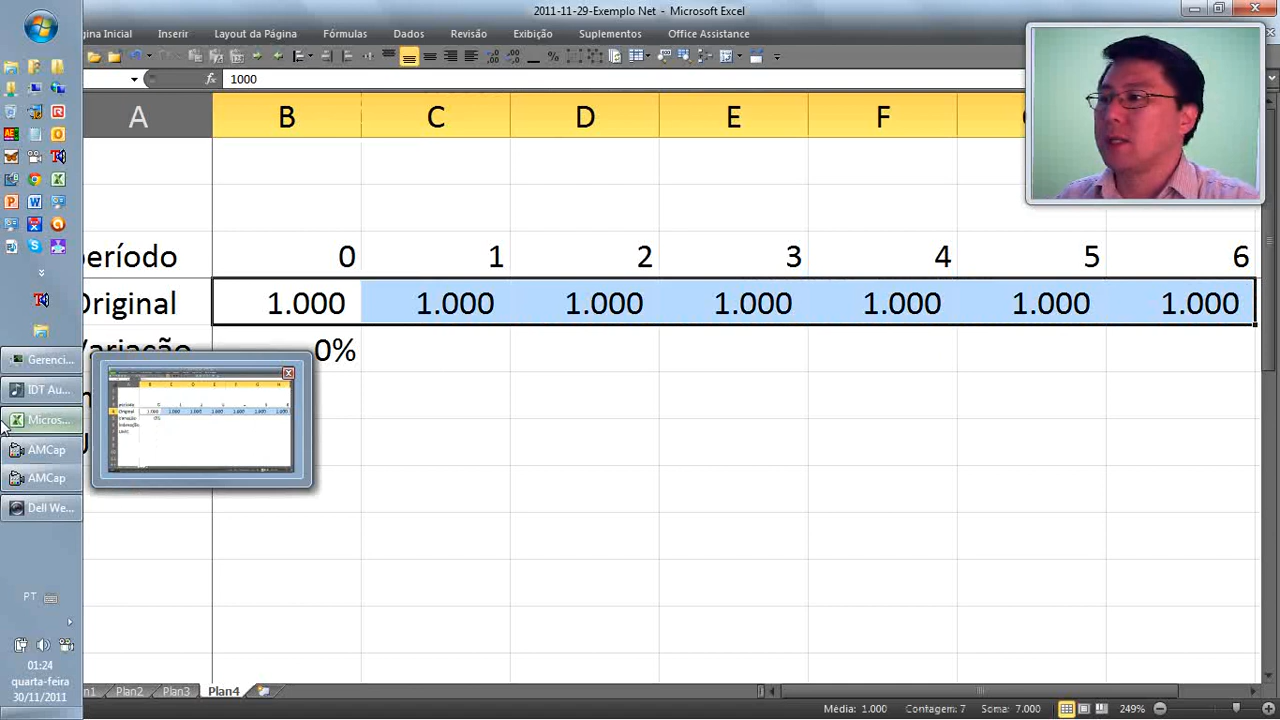 2011-11-29-Exemplo Net - Microsoft Excel
Inserir Layout da Página Fórmulas Dados Revisão Exibição Suplementos Office Assistance
fx 1000
A B C D E F
período 0 1 2 3 4 5 6
Original 1.000 1.000 1.000 1.000 1.000 1.000 1.000
Variação 0%
Gerenci...
IDT Au...
Micros...
AMCap
AMCap
Dell We...
PT
01:24
quarta-feira
30/11/2011
Plan2 Plan3 Plan4
Média: 1.000 Contagem: 7 Soma: 7.000 249%